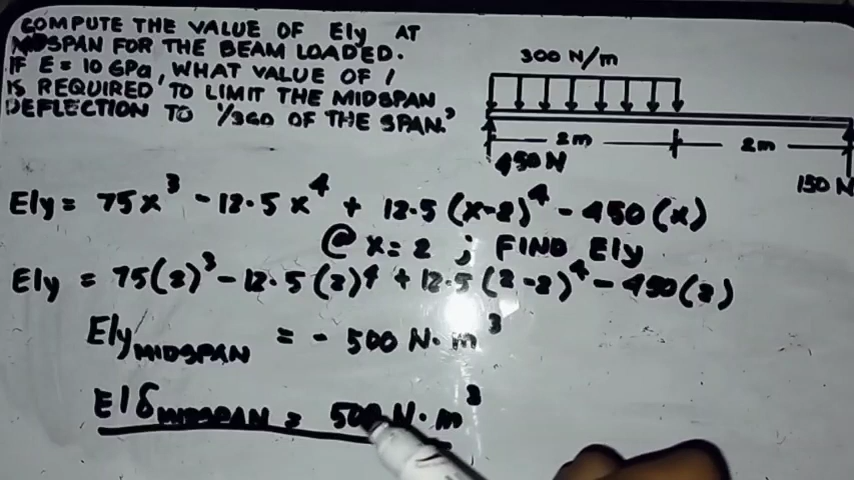 COMPUTE THE VALUE OF EIy AT
MIDSPAN FOR THE BEAM LOADED.
IF E = 10 GPa, WHAT VALUE OF I
IS REQUIRED TO LIMIT THE MIDSPAN
DEFLECTION TO 1/360 OF THE SPAN?
300 N/m
2m
2m
450 N
150 N
EIy = 75x³ - 12.5x⁴ + 12.5(x-2)⁴ - 450(x)
@ x = 2 ; FIND EIy
EIy = 75(2)³ - 12.5(2)⁴ + 12.5(2-2)⁴ - 450(2)
EIy MIDSPAN = - 500 N·m³
EIδ MIDSPAN = 500 N·m³